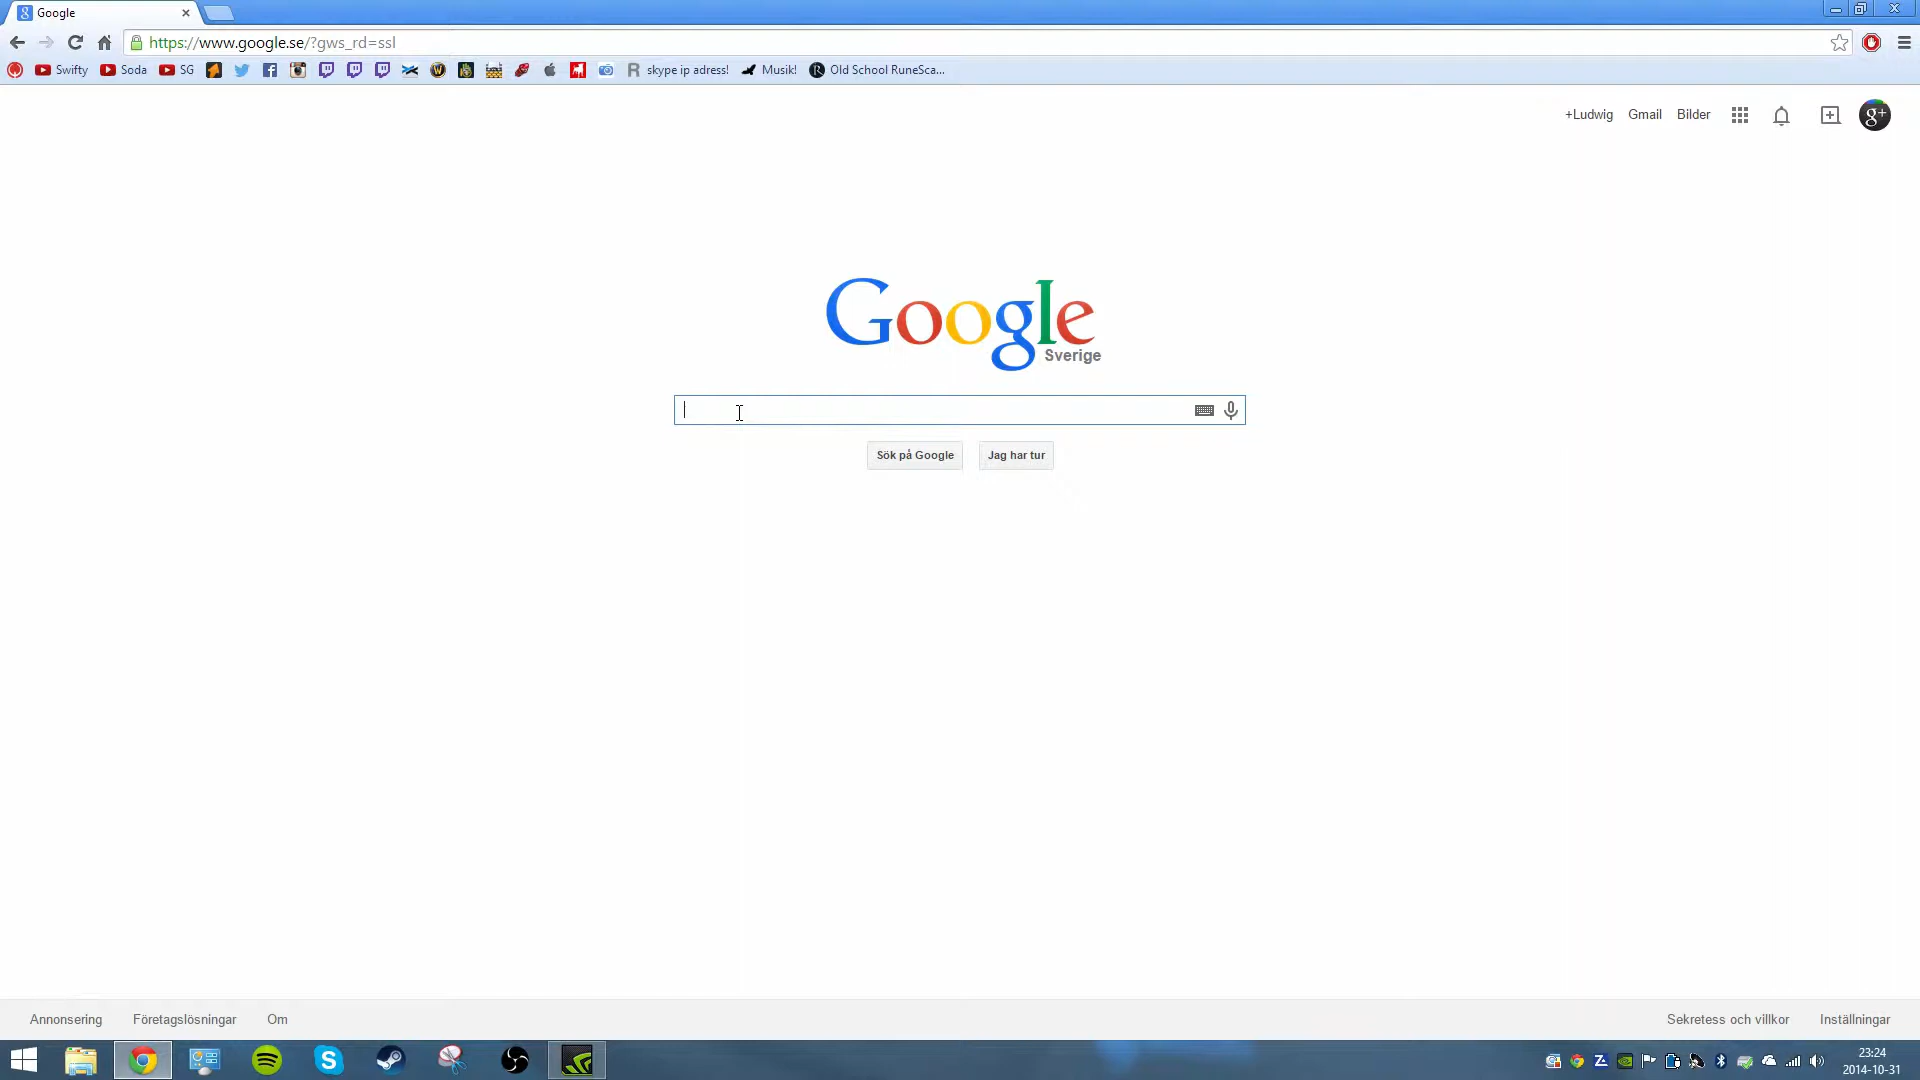 Google
https://www.google.se/?gws_rd=ssl
Swifty Soda SG skype ip adress! Musik! Old School RuneSca...
+Ludwig Gmail Bilder
Google
Sverige
Sök på Google Jag har tur
Annonsering Företagslösningar Om Sekretess och villkor Inställningar
23:24
2014-10-31